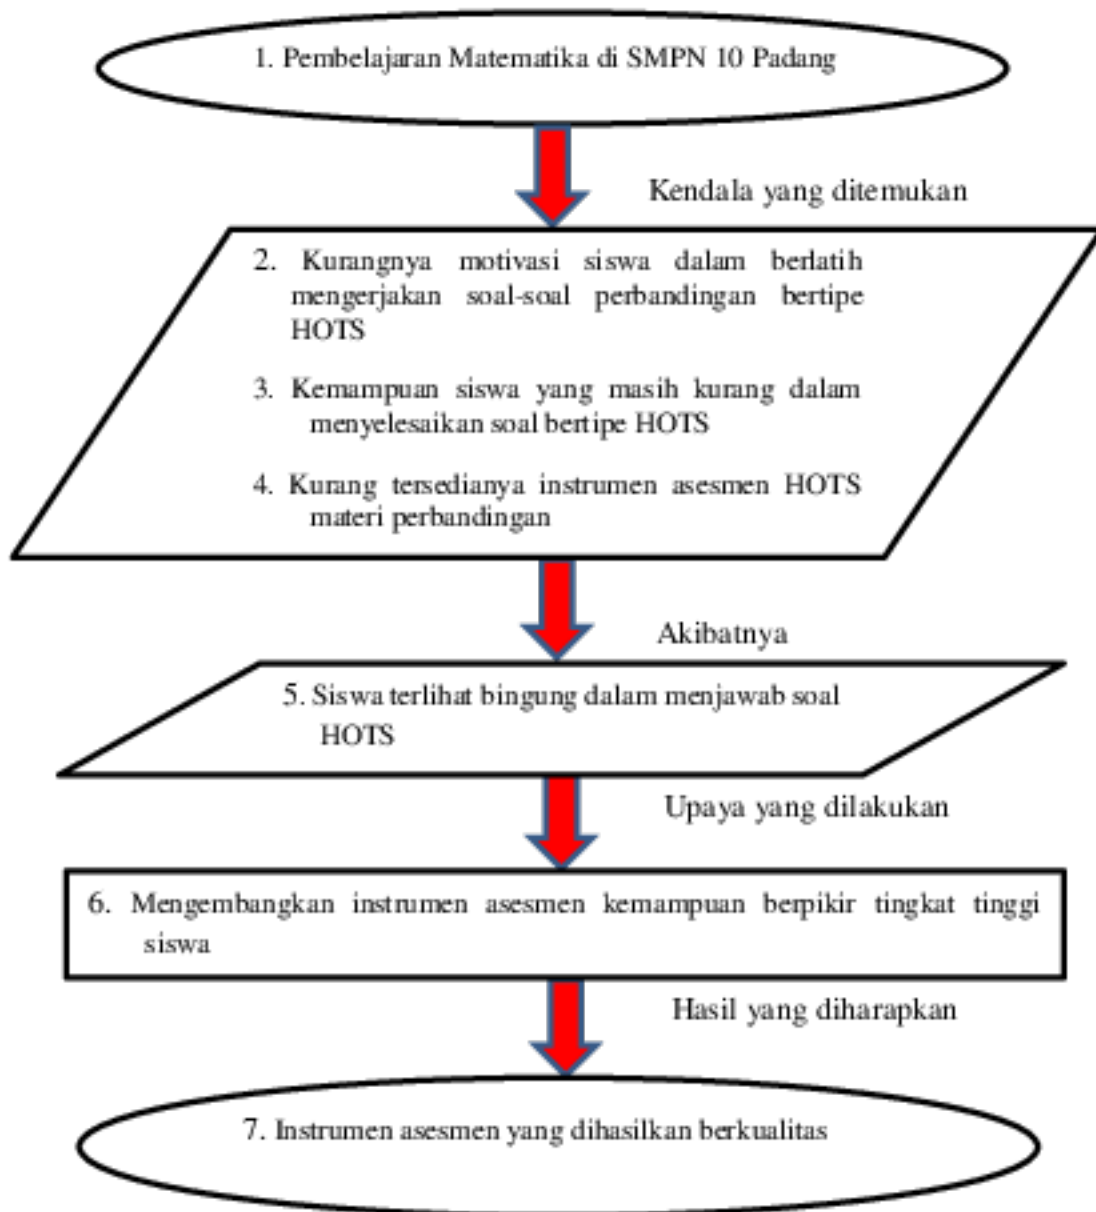 1. Pembelajaran Matematika di SMPN 10 Padang
Kendala yang ditemukan
2. Kurangnya motivasi siswa dalam berlatih
mengerjakan soal-soal perbandingan bertipe
HOTS
3. Kemampuan siswa yang masih kurang dalam
menyelesaikan soal bertipe HOTS
4. Kurang tersedianya instrumen asesmen HOTS
materi perbandingan
Akibatnya
5. Siswa terlihat bingung dalam menjawab soal
HOTS
Upaya yang dilakukan
6. Mengembangkan instrumen asesmen kemampuan berpikir tingkat tinggi
siswa
Hasil yang diharapkan
7. Instrumen asesmen yang dihasilkan berkualitas